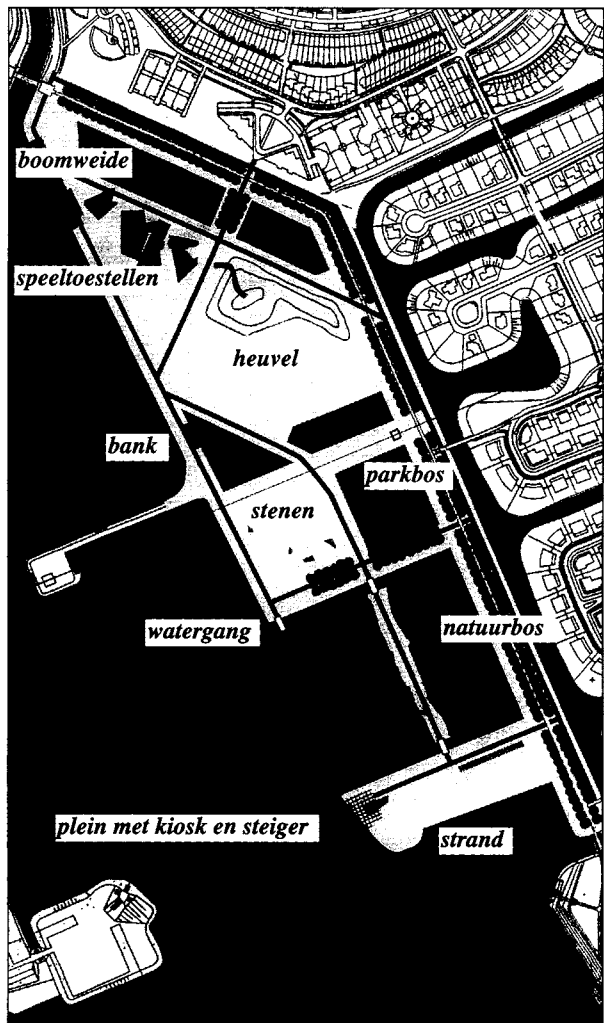 boomweide
speeltoestellen
heuvel
bank
parkbos
stenen
watergang
natuurbos
plein met kiosk en steiger
strand